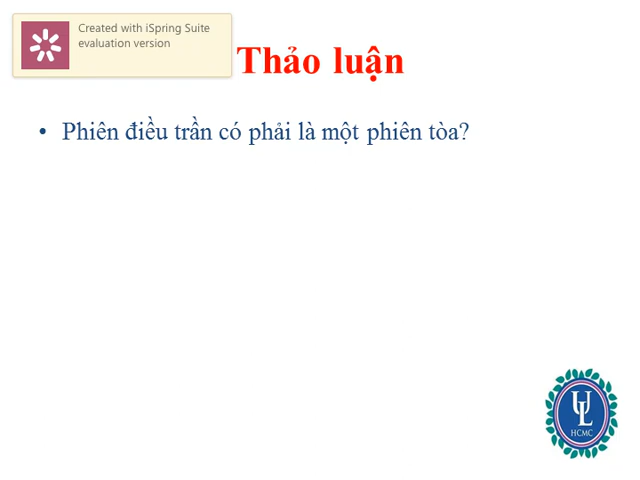 Created with iSpring Suite
evaluation version
Thảo luận
• Phiên điều trần có phải là một phiên tòa?
UL
HCMC